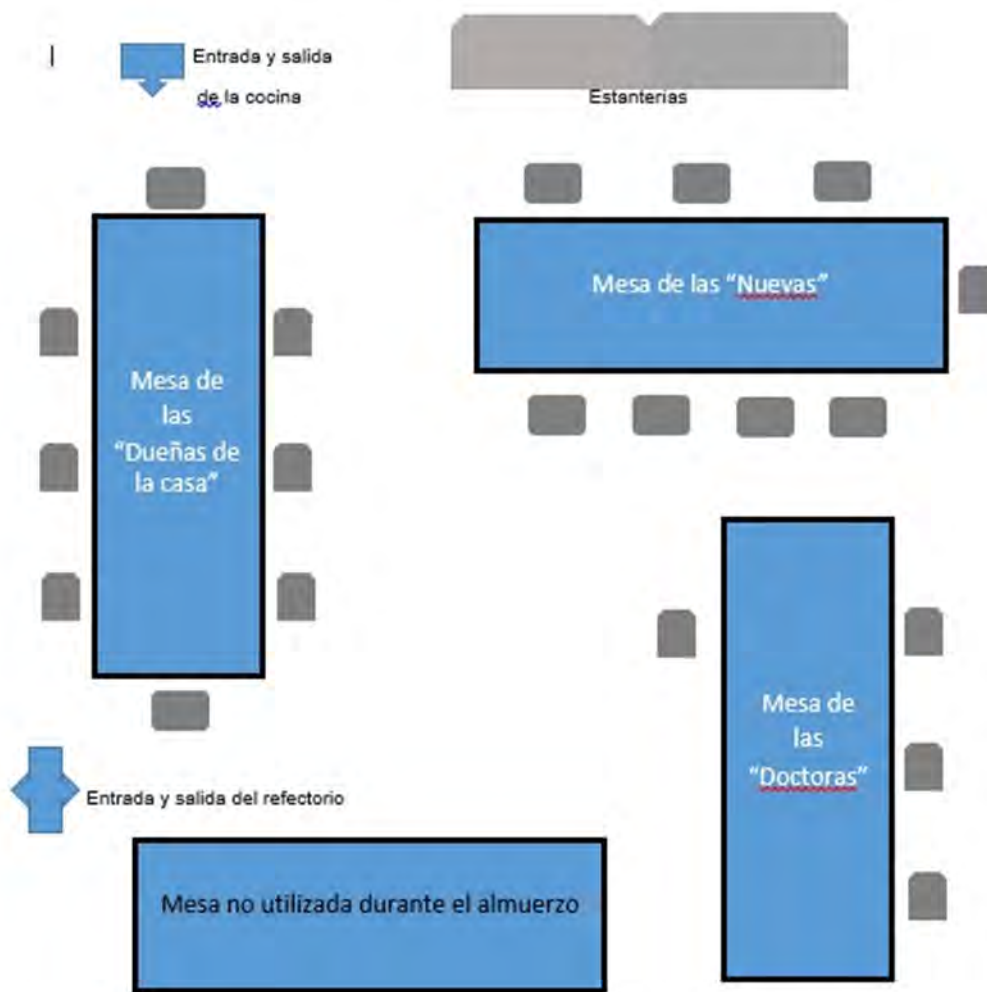 Entrada y salida
de la cocina
Estanterias
Mesa de las “Nuevas”
Mesa de
las
“Dueñas de
la casa”
Mesa de
las
“Doctoras”
Entrada y salida del refectorio
Mesa no utilizada durante el almuerzo